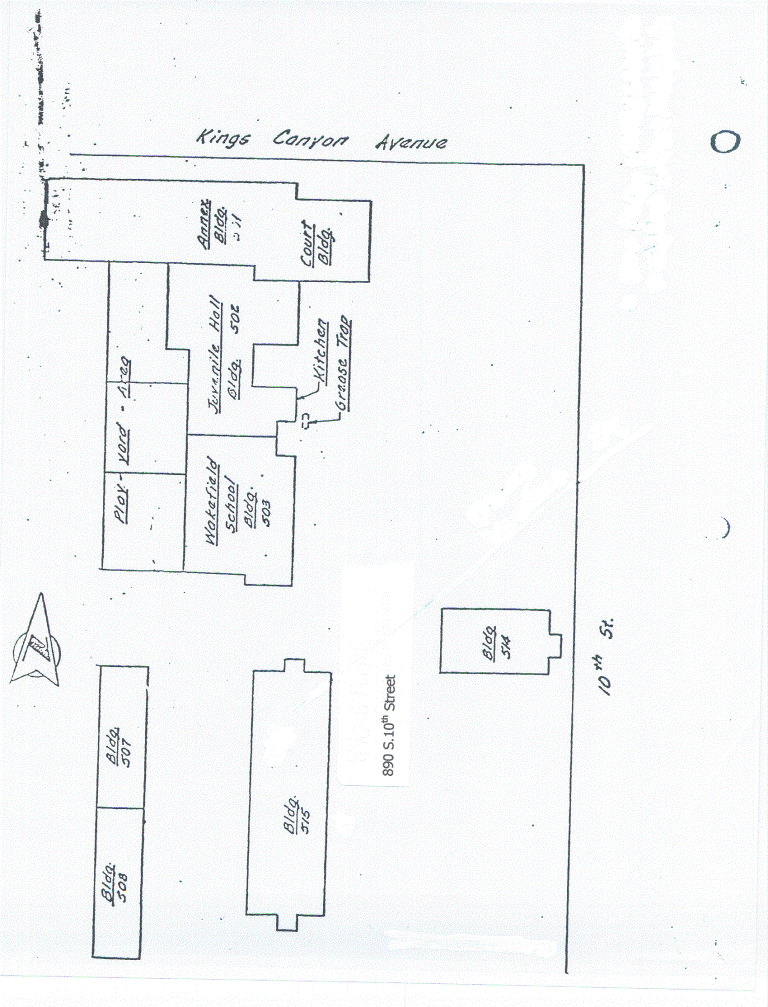 Kings Canyon Avenue
Annex
Bldg.
Court
Bldg.
Juvenile Hall
Bldg. 502
Kitchen
Grease Trap
Play - yard - Area
Wakefield
School
Bldg.
503
N
Bldg
514
10th St.
890 S.10th Street
Bldg.
507
Bldg.
515
Bldg.
508